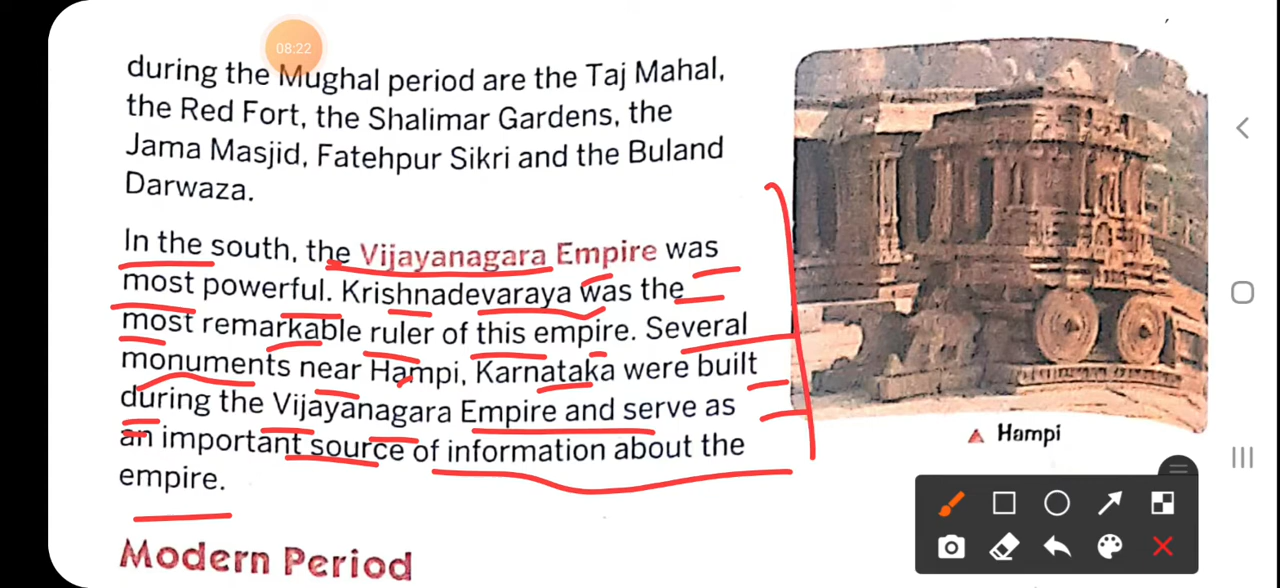 08:22
during the Mughal period are the Taj Mahal,
the Red Fort, the Shalimar Gardens, the
Jama Masjid, Fatehpur Sikri and the Buland
Darwaza.
In the south, the Vijayanagara Empire was
most powerful. Krishnadevaraya was the
most remarkable ruler of this empire. Several
monuments near Hampi, Karnataka were built
during the Vijayanagara Empire and serve as
an important source of information about the
empire.
Hampi
Modern Period